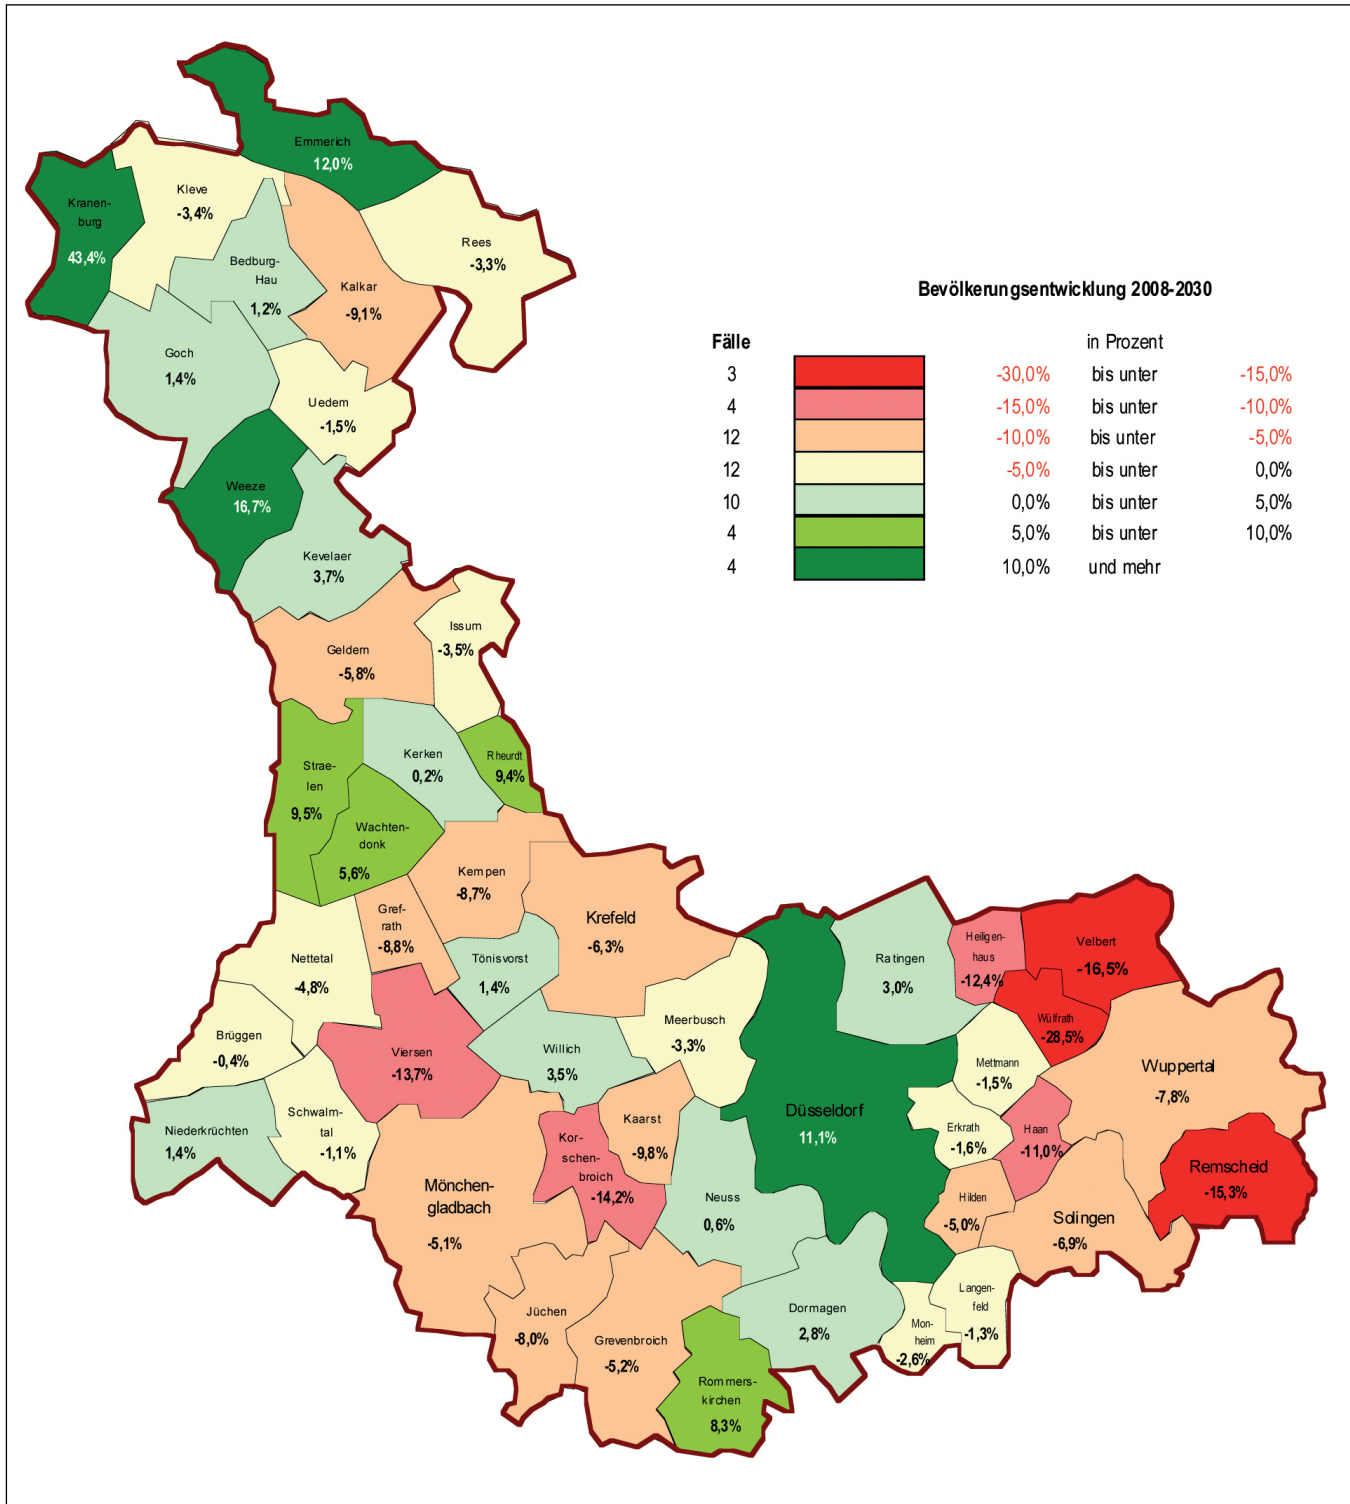 Emmerich
12,0%
Kranen-
burg
43,4%
Kleve
-3,4%
Rees
-3,3%
Bedburg-
Hau
1,2%
Kalkar
-9,1%
Goch
1,4%
Uedem
-1,5%
Weeze
16,7%
Kevelaer
3,7%
Bevölkerungsentwicklung 2008-2030
Fälle in Prozent
3 -30,0% bis unter -15,0%
4 -15,0% bis unter -10,0%
12 -10,0% bis unter -5,0%
12 -5,0% bis unter 0,0%
10 0,0% bis unter 5,0%
4 5,0% bis unter 10,0%
4 10,0% und mehr
Issum
-3,5%
Geldern
-5,8%
Kerken
0,2%
Rheurdt
9,4%
Strae-
len
9,5%
Wachten-
donk
5,6%
Kempen
-8,7%
Gref-
rath
-8,8%
Krefeld
-6,3%
Nettetal
-4,8%
Tönisvorst
1,4%
Ratingen
3,0%
Heiligen-
haus
-12,4%
Velbert
-16,5%
Brüggen
-0,4%
Viersen
-13,7%
Willich
3,5%
Meerbusch
-3,3%
Wülfrath
-28,5%
Mettmann
-1,5%
Wuppertal
-7,8%
Niederkrüchten
1,4%
Schwalm-
tal
-1,1%
Kor-
schen-
broich
-14,2%
Kaarst
-9,8%
Düsseldorf
11,1%
Erkrath
-1,6%
Haan
-11,0%
Remscheid
-15,3%
Mönchen-
gladbach
-5,1%
Neuss
0,6%
Hilden
-5,0%
Solingen
-6,9%
Jüchen
-8,0%
Grevenbroich
-5,2%
Dormagen
2,8%
Langen-
feld
-1,3%
Mon-
heim
-2,6%
Rommers-
kirchen
8,3%